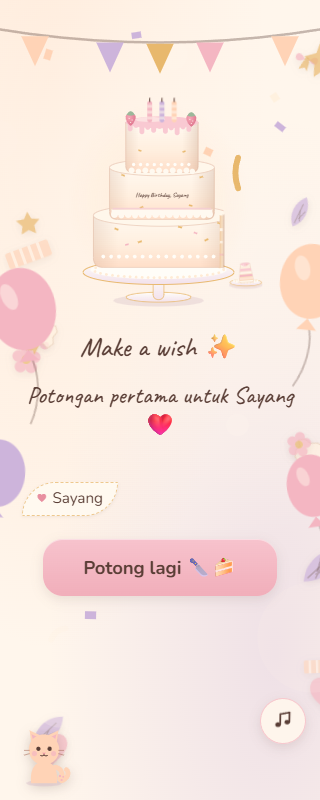 Happy Birthday, Sayang
Make a wish ✨
Potongan pertama untuk Sayang
❤️
Sayang
Potong lagi 🔪🍰